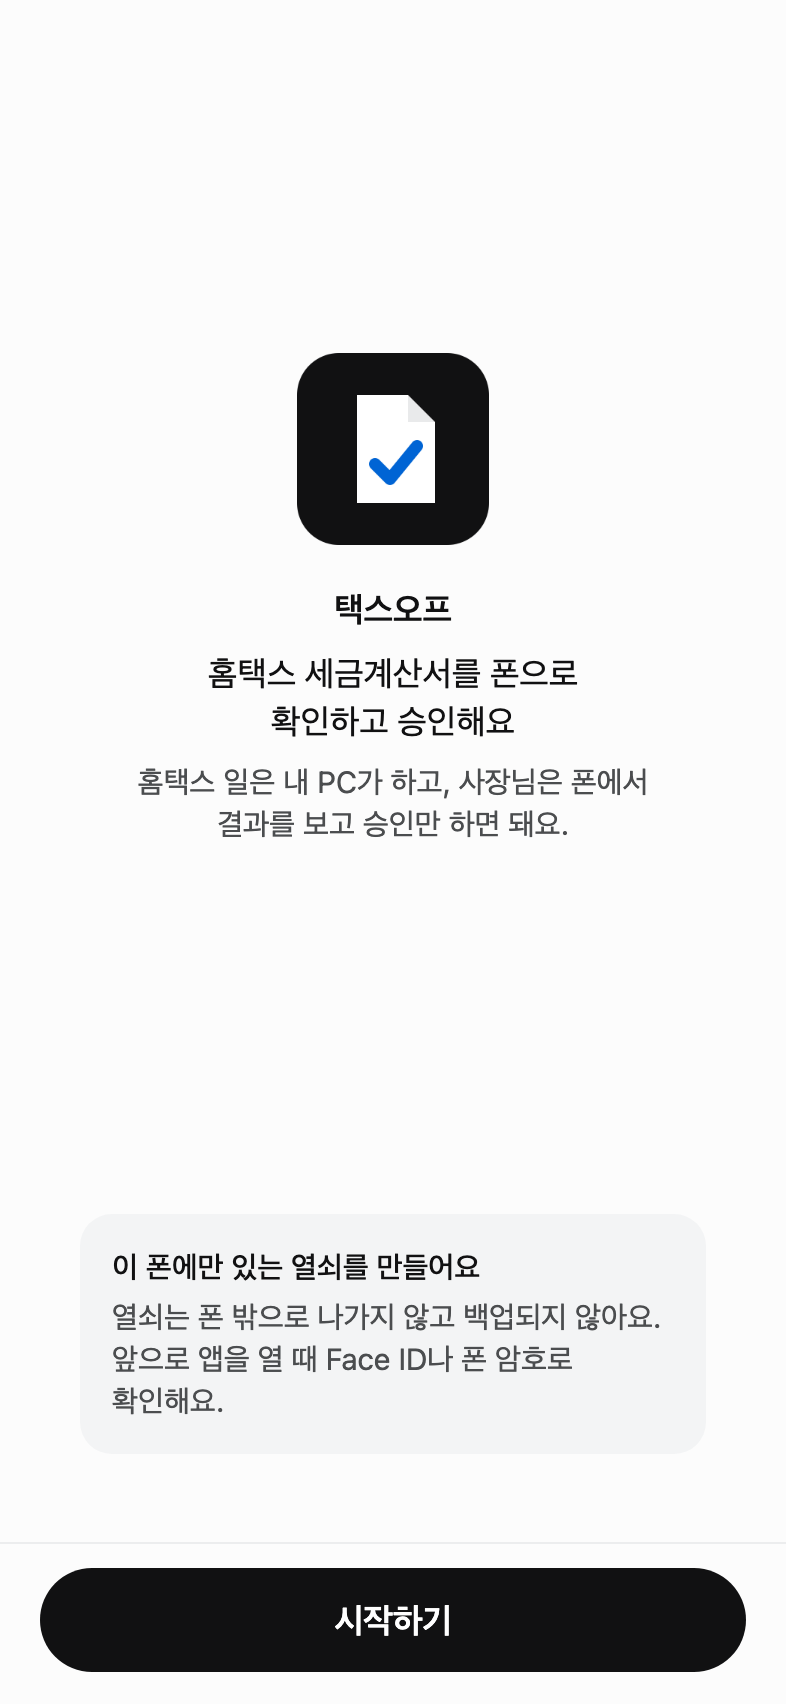 택스오프
홈택스 세금계산서를 폰으로
확인하고 승인해요
홈택스 일은 내 PC가 하고, 사장님은 폰에서
결과를 보고 승인만 하면 돼요.
이 폰에만 있는 열쇠를 만들어요
열쇠는 폰 밖으로 나가지 않고 백업되지 않아요.
앞으로 앱을 열 때 Face ID나 폰 암호로
확인해요.
시작하기